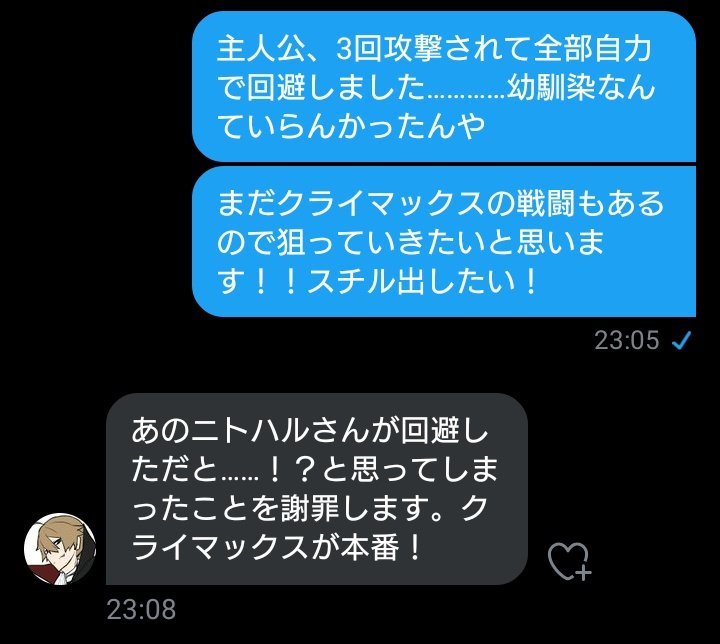 主人公、3回攻撃されて全部自力
で回避しました…………幼馴染なん
ていらんかったんや
まだクライマックスの戦闘もある
ので狙っていきたいと思いま
す！！スチル出したい！
23:05
あのニトハルさんが回避し
ただと……！？と思ってしま
ったことを謝罪します。ク
ライマックスが本番！
23:08